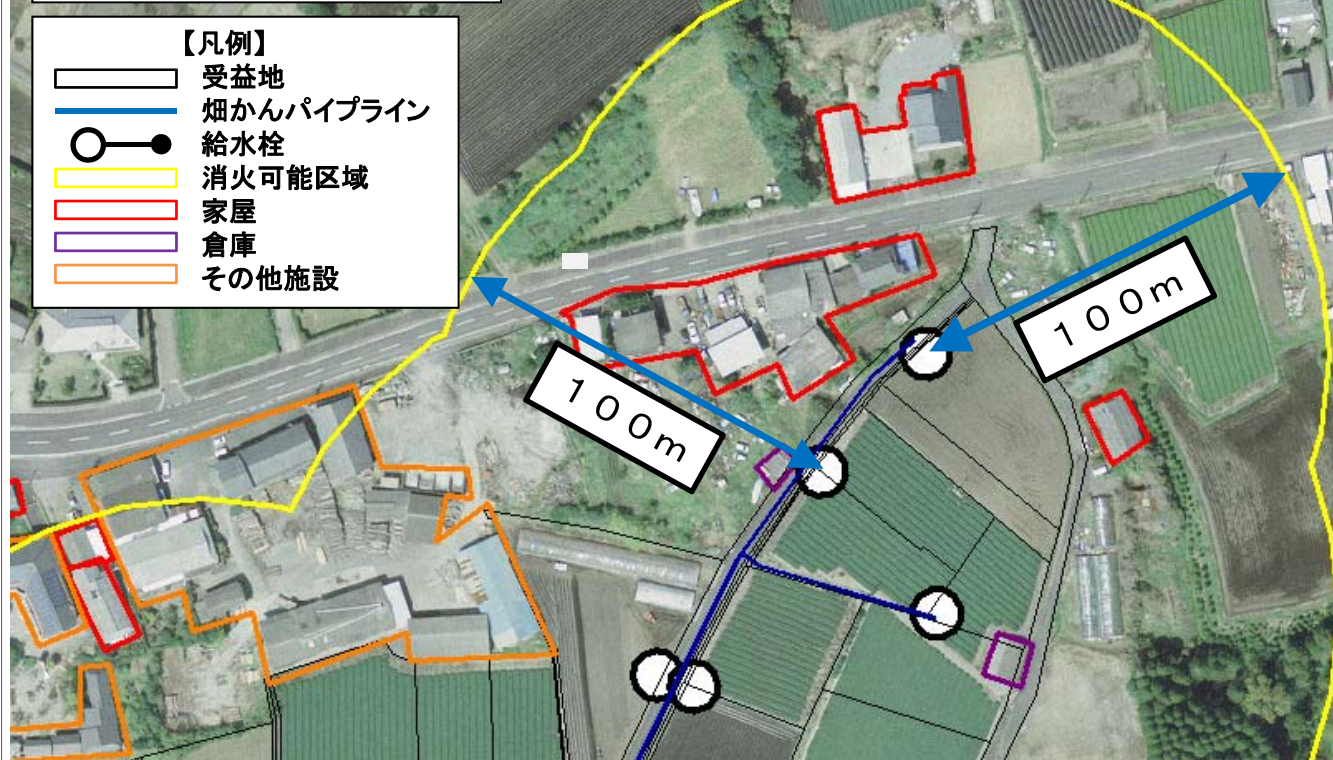 【凡例】
受益地
畑かんパイプライン
給水栓
消火可能区域
家屋
倉庫
その他施設
１００ｍ
１００ｍ